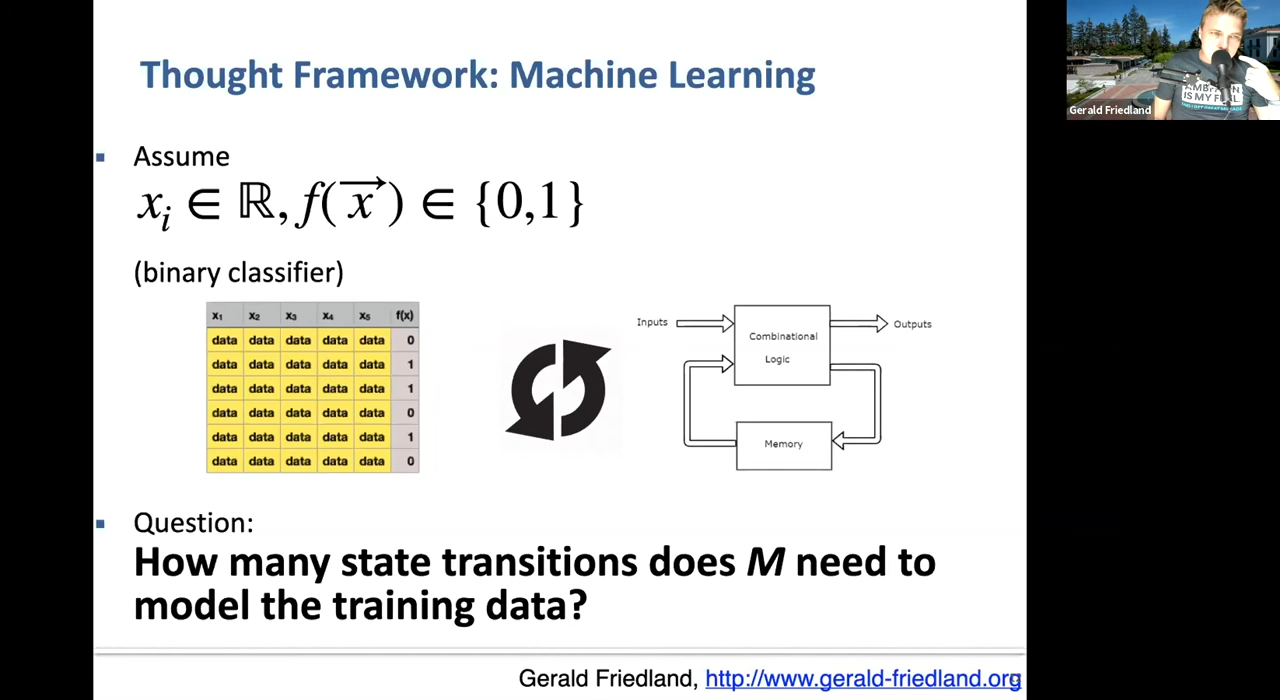 Thought Framework: Machine Learning
Gerald Friedland
Assume
xᵢ ∈ ℝ, f(x⃗) ∈ {0,1}
(binary classifier)
x₁ x₂ x₃ x₄ x₅ f(x)
data data data data data 0
data data data data data 1
data data data data data 1
data data data data data 0
data data data data data 1
data data data data data 0
Inputs
Combinational
Logic
Outputs
Memory
Question:
How many state transitions does M need to
model the training data?
Gerald Friedland, http://www.gerald-friedland.org